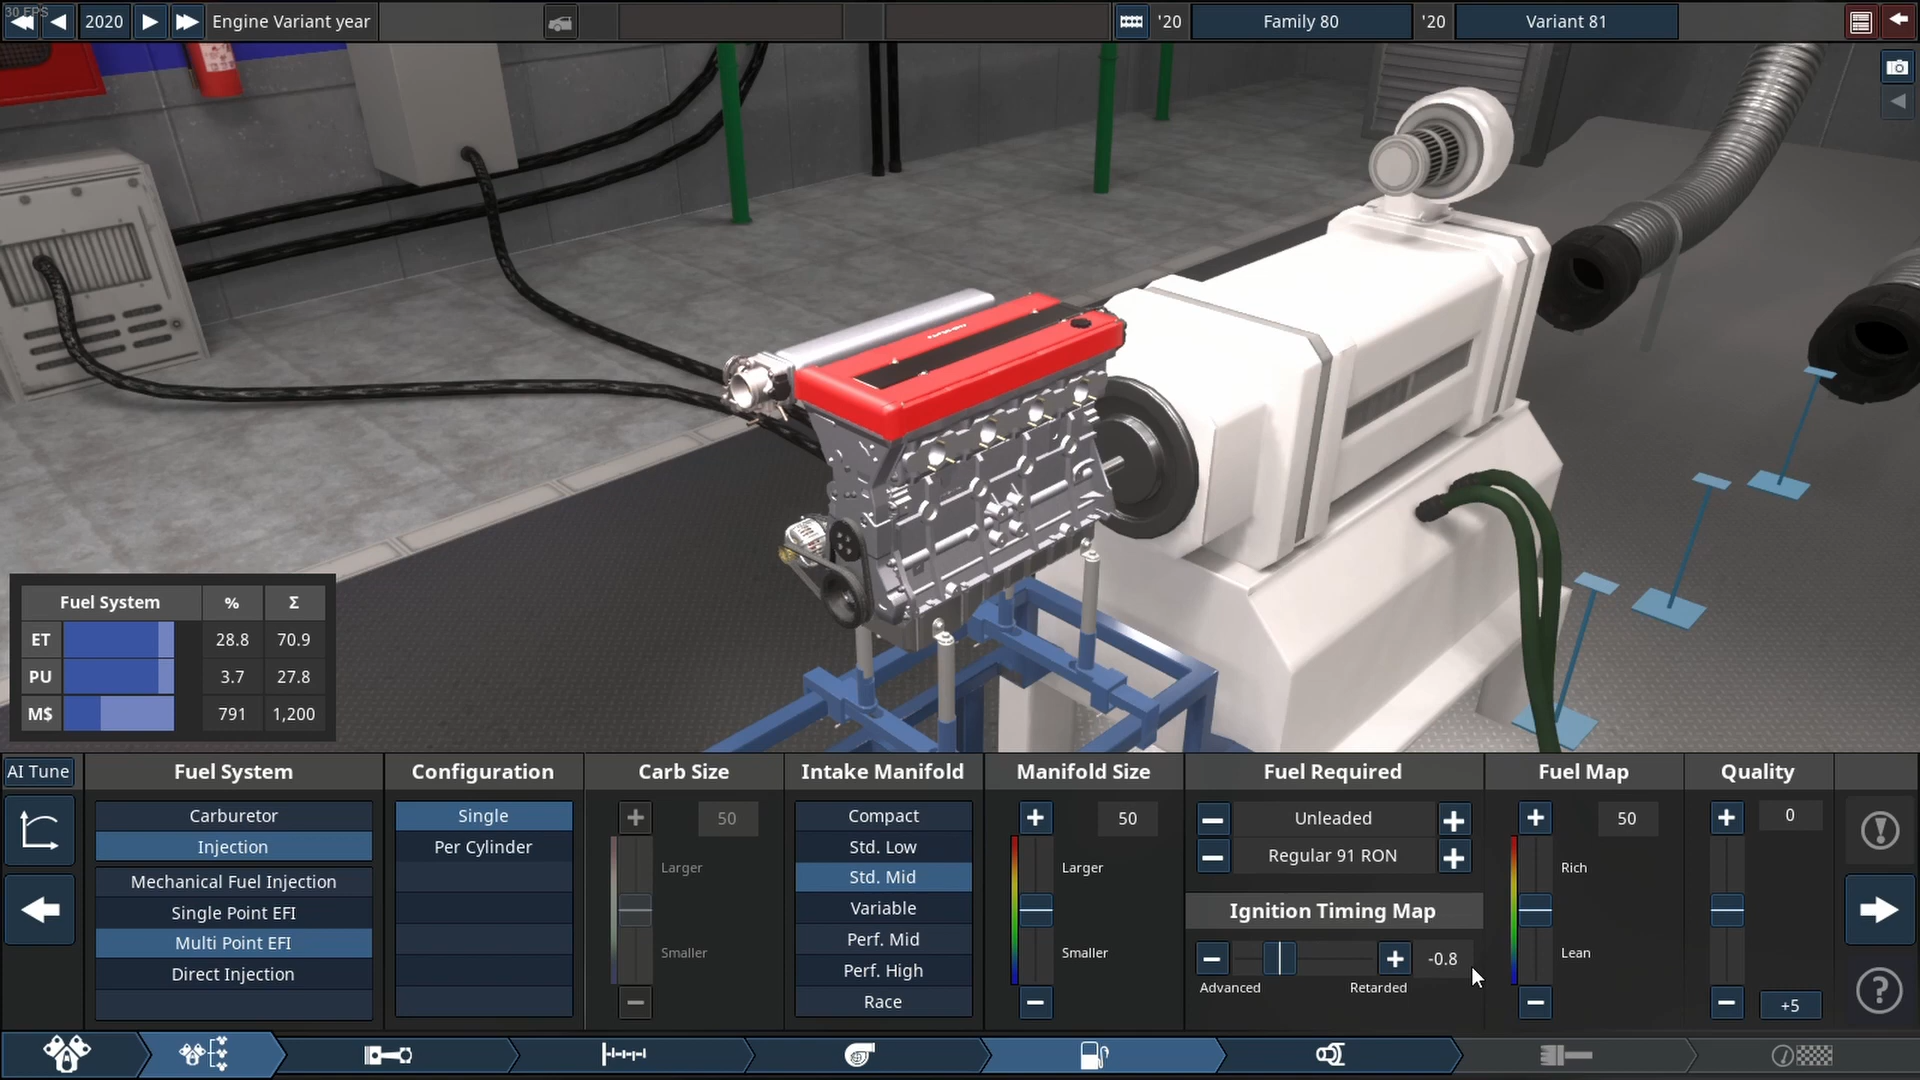 30 FPS
2020
Engine Variant year
'20
Family 80
'20
Variant 81
Fuel System % Σ
ET 28.8 70.9
PU 3.7 27.8
M$ 791 1,200
AI Tune
Fuel System
Carburetor
Injection
Mechanical Fuel Injection
Single Point EFI
Multi Point EFI
Direct Injection
Configuration
Single
Per Cylinder
Carb Size
50
Larger
Smaller
Intake Manifold
Compact
Std. Low
Std. Mid
Variable
Perf. Mid
Perf. High
Race
Manifold Size
50
Larger
Smaller
Fuel Required
Unleaded
Regular 91 RON
Ignition Timing Map
-0.8
Advanced Retarded
Fuel Map
50
Rich
Lean
Quality
0
+5